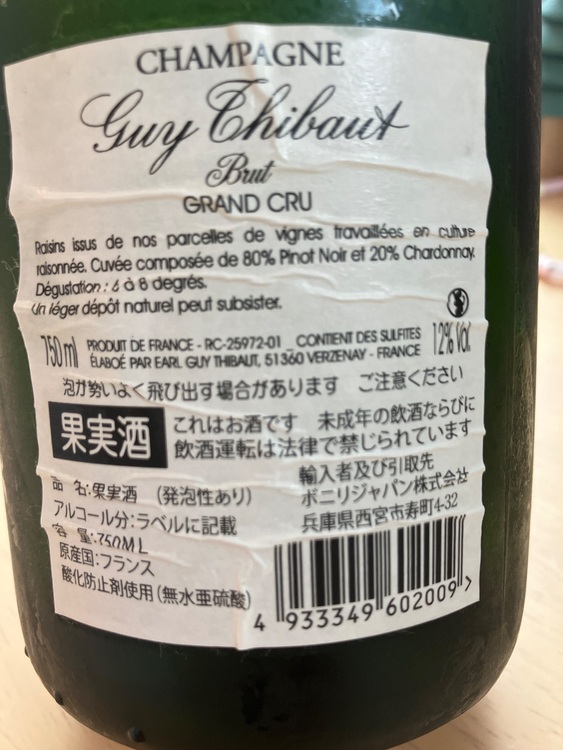 CHAMPAGNE
Guy Thibaut
Brut
GRAND CRU
Raisins issus de nos parcelles de vignes travaillées en culture
raisonnée. Cuvée composée de 80% Pinot Noir et 20% Chardonnay.
Dégustation : 6 à 8 degrés.
Un léger dépôt naturel peut subsister.
750 ml PRODUIT DE FRANCE - RC-25972-01 _ CONTIENT DES SULFITES 12% Vol.
ÉLABOÉ PAR EARL GUY THIBAUT, 51360 VERZENAY - FRANCE
泡が勢いよく飛び出す場合があります ご注意ください
果実酒
これはお酒です 未成年の飲酒ならびに
飲酒運転は法律で禁じられています
品 名:果実酒 (発泡性あり)
アルコール分:ラベルに記載
容 量:750ML
原産国:フランス
酸化防止剤使用(無水亜硫酸)
輸入者及び引取先
ボニリジャパン株式会社
兵庫県西宮市寿町4-32
4 933349 602009 >